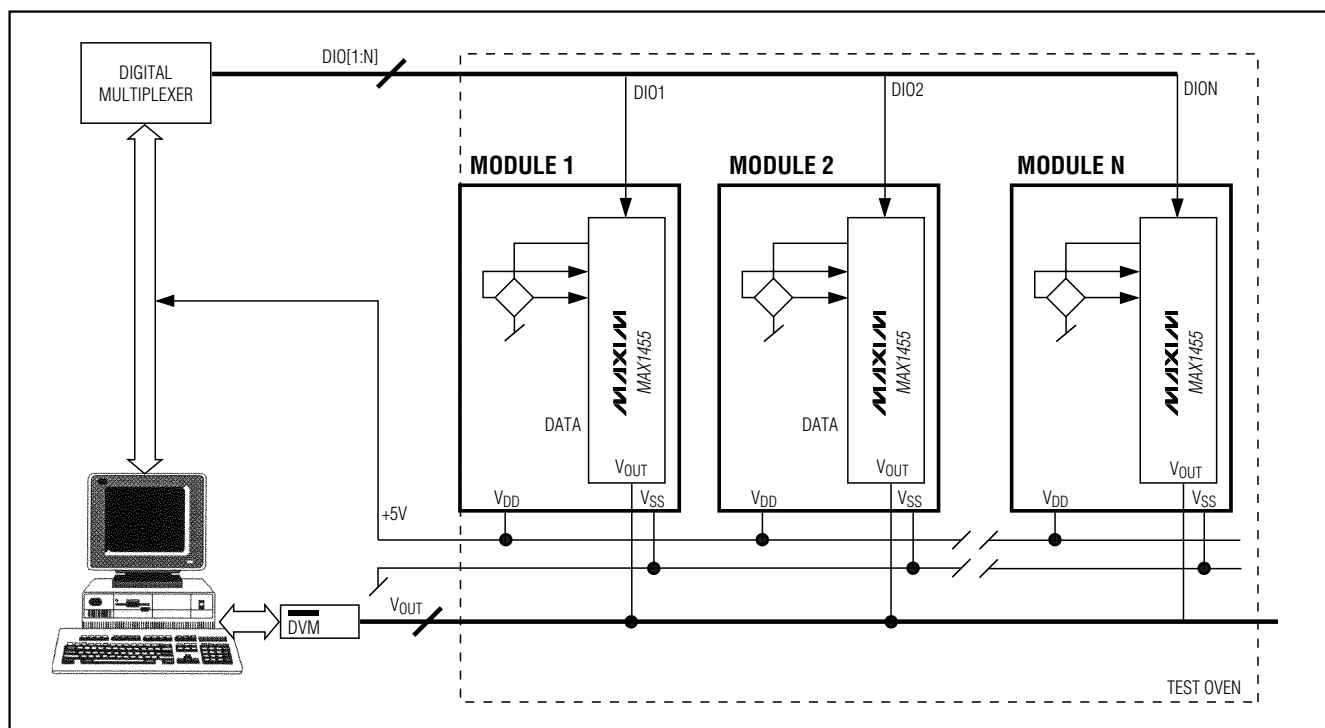 DIGITAL
MULTIPLEXER
DIO[1:N]
DIO1
DIO2
DION
MODULE 1
MODULE 2
MODULE N
MAXIM
MAX1455
MAXIM
MAX1455
MAXIM
MAX1455
DATA
DATA
VOUT
VOUT
VOUT
VDD
VSS
VDD
VSS
VDD
VSS
+5V
VOUT
DVM
TEST OVEN